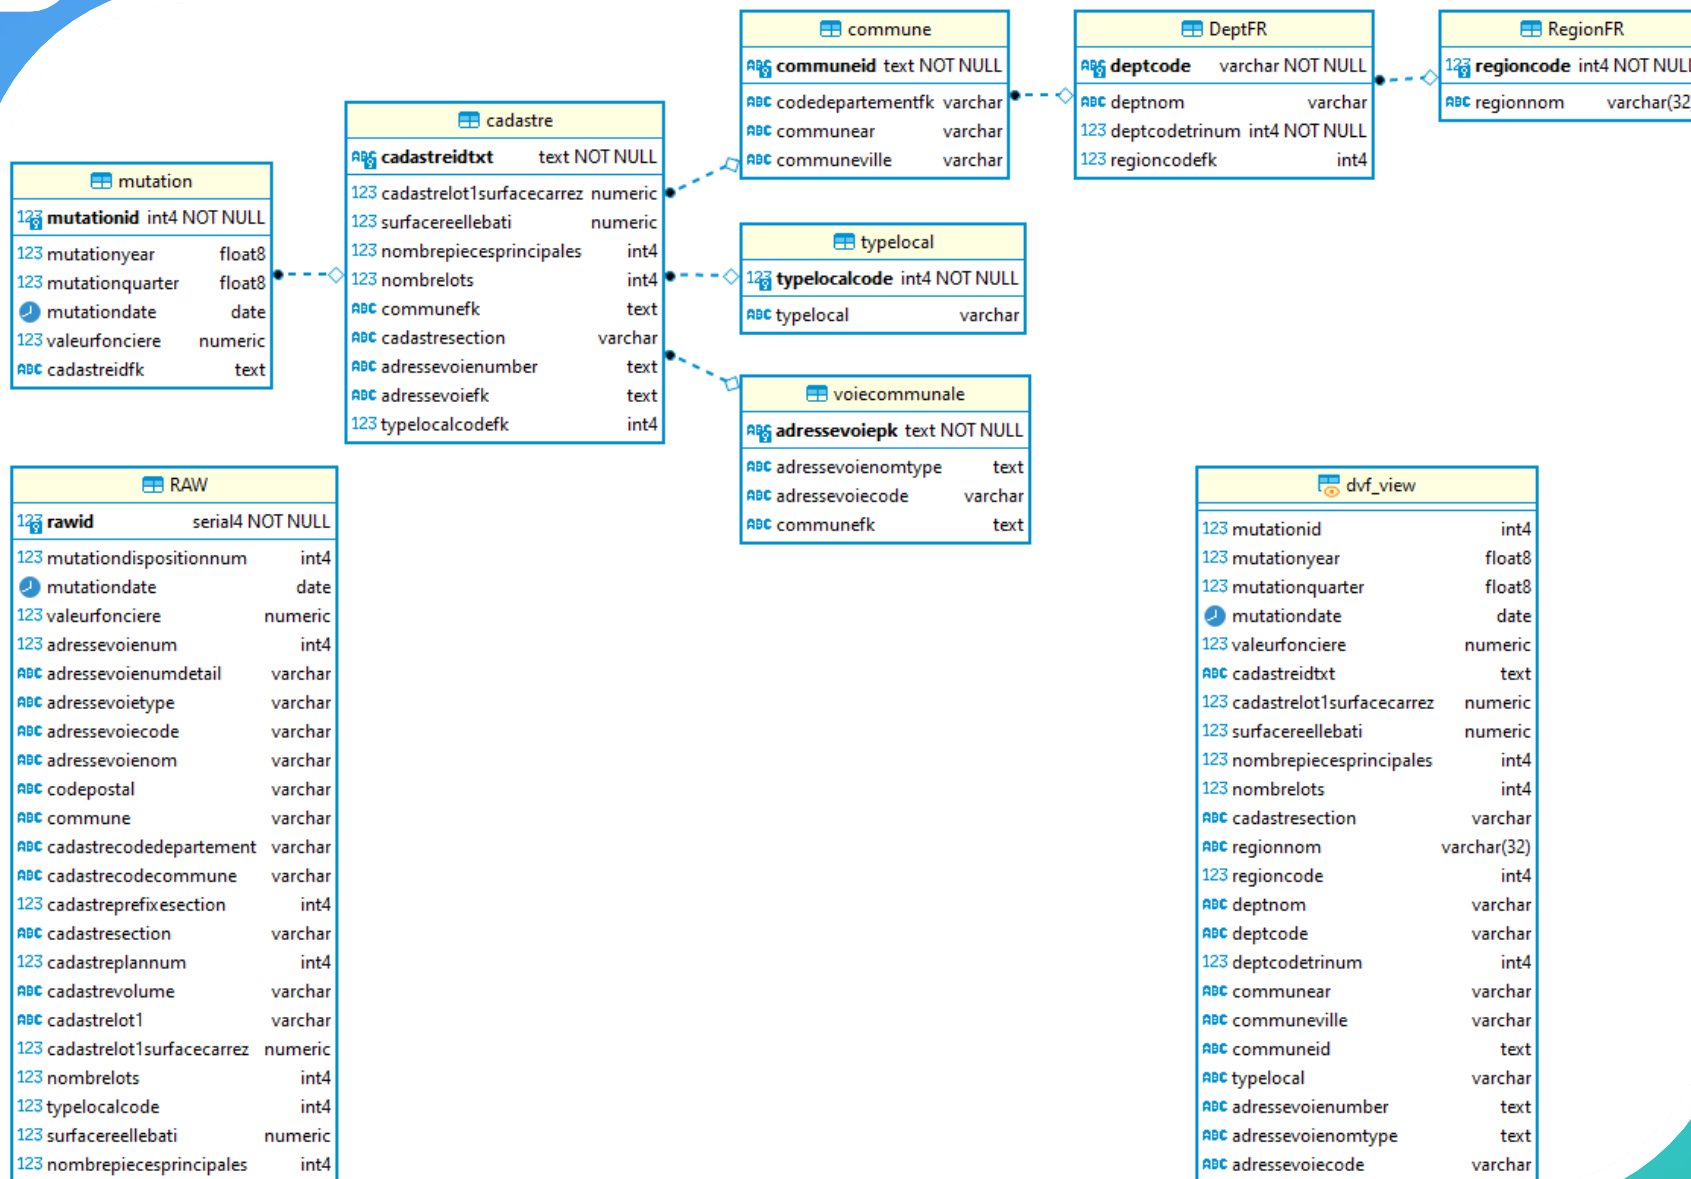 commune
communeid text NOT NULL
codedepartementfk varchar
communear varchar
communeville varchar
DeptFR
deptcode varchar NOT NULL
deptnom varchar
deptcodetrinum int4 NOT NULL
regioncodefk int4
RegionFR
regioncode int4 NOT NULL
regionnom varchar(32
cadastre
cadastreidtxt text NOT NULL
cadastrelot1surfacecarrez numeric
surfacereellebati numeric
nombrepiecesprincipales int4
nombrelots int4
communefk text
cadastresection varchar
adressevoienumber text
adressevoiefk text
typelocalcodefk int4
mutation
mutationid int4 NOT NULL
mutationyear float8
mutationquarter float8
mutationdate date
valeurfonciere numeric
cadastreidfk text
typelocal
typelocalcode int4 NOT NULL
typelocal varchar
voiecommunale
adressevoiepk text NOT NULL
adressevoienomtype text
adressevoiecode varchar
communefk text
RAW
rawid serial4 NOT NULL
mutationdispositionnum int4
mutationdate date
valeurfonciere numeric
adressevoienum int4
adressevoienumdetail varchar
adressevoietype varchar
adressevoiecode varchar
adressevoienom varchar
codepostal varchar
commune varchar
cadastrecodedepartement varchar
cadastrecodecommune varchar
cadastreprefixesection int4
cadastresection varchar
cadastreplannum int4
cadastrevolume varchar
cadastrelot1 varchar
cadastrelot1surfacecarrez numeric
nombrelots int4
typelocalcode int4
surfacereellebati numeric
nombrepiecesprincipales int4
dvf_view
mutationid int4
mutationyear float8
mutationquarter float8
mutationdate date
valeurfonciere numeric
cadastreidtxt text
cadastrelot1surfacecarrez numeric
surfacereellebati numeric
nombrepiecesprincipales int4
nombrelots int4
cadastresection varchar
regionnom varchar(32)
regioncode int4
deptnom varchar
deptcode varchar
deptcodetrinum int4
communear varchar
communeville varchar
communeid text
typelocal varchar
adressevoienumber text
adressevoienomtype text
adressevoiecode varchar